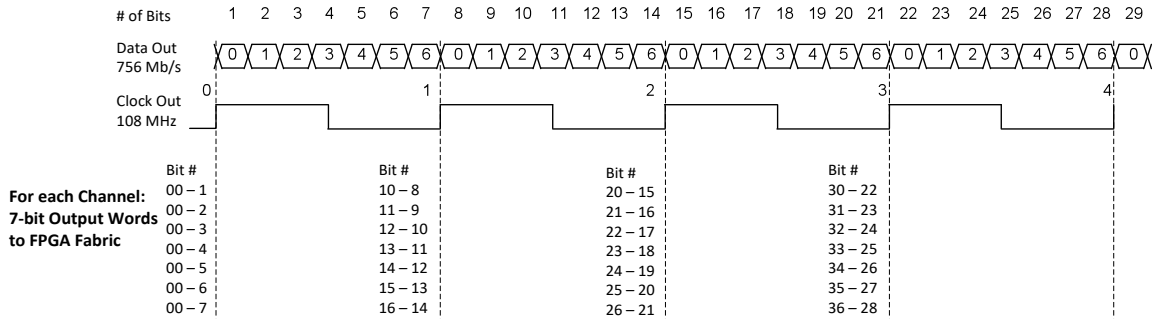 # of Bits 1 2 3 4 5 6 7 8 9 10 11 12 13 14 15 16 17 18 19 20 21 22 23 24 25 26 27 28 29
Data Out 0 1 2 3 4 5 6 0 1 2 3 4 5 6 0 1 2 3 4 5 6 0 1 2 3 4 5 6 0
756 Mb/s
0 1 2 3 4
Clock Out
108 MHz
Bit # Bit # Bit # Bit #
For each Channel:
7-bit Output Words
to FPGA Fabric
00 – 1 10 – 8 20 – 15 30 – 22
00 – 2 11 – 9 21 – 16 31 – 23
00 – 3 12 – 10 22 – 17 32 – 24
00 – 4 13 – 11 23 – 18 33 – 25
00 – 5 14 – 12 24 – 19 34 – 26
00 – 6 15 – 13 25 – 20 35 – 27
00 – 7 16 – 14 26 – 21 36 – 28